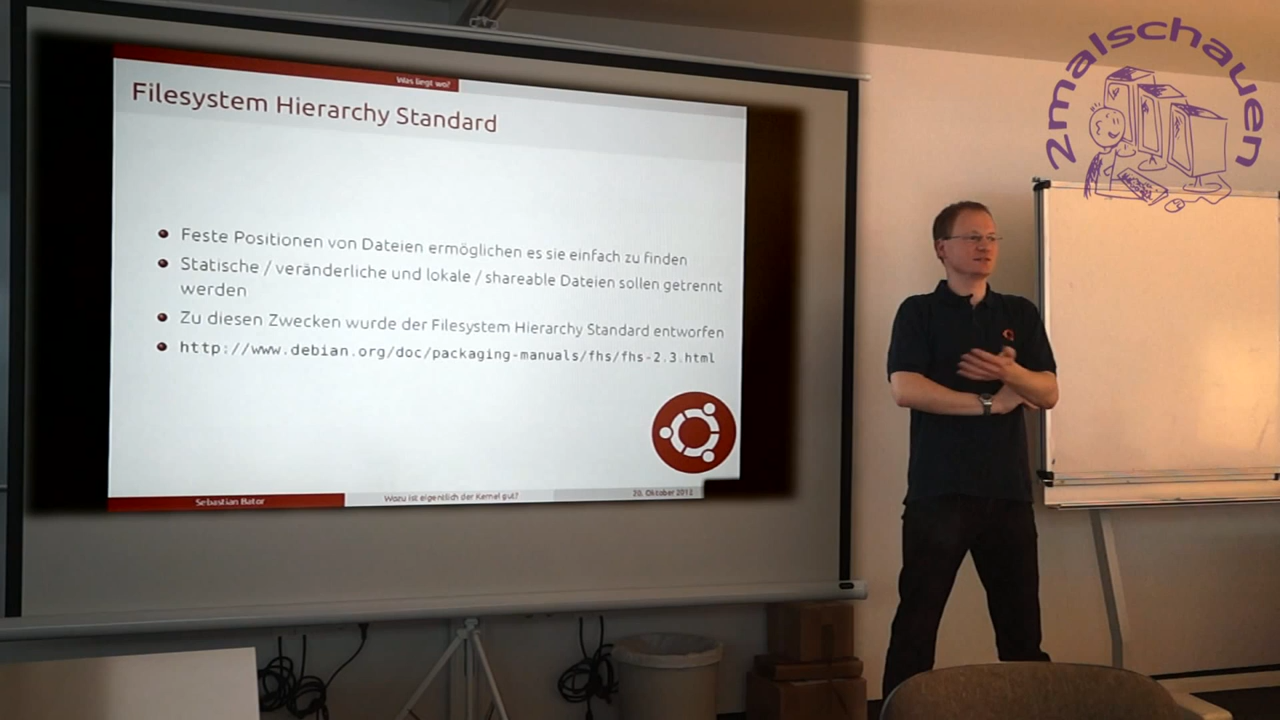 Was liegt wo?
Filesystem Hierarchy Standard
Feste Positionen von Dateien ermöglichen es sie einfach zu finden
Statische / veränderliche und lokale / shareable Dateien sollen getrennt
werden
Zu diesen Zwecken wurde der Filesystem Hierarchy Standard entworfen
http://www.debian.org/doc/packaging-manuals/fhs/fhs-2.3.html
Sebastian Bator
Wozu ist eigentlich der Kernel gut?
20. Oktober 2012
2malschauen